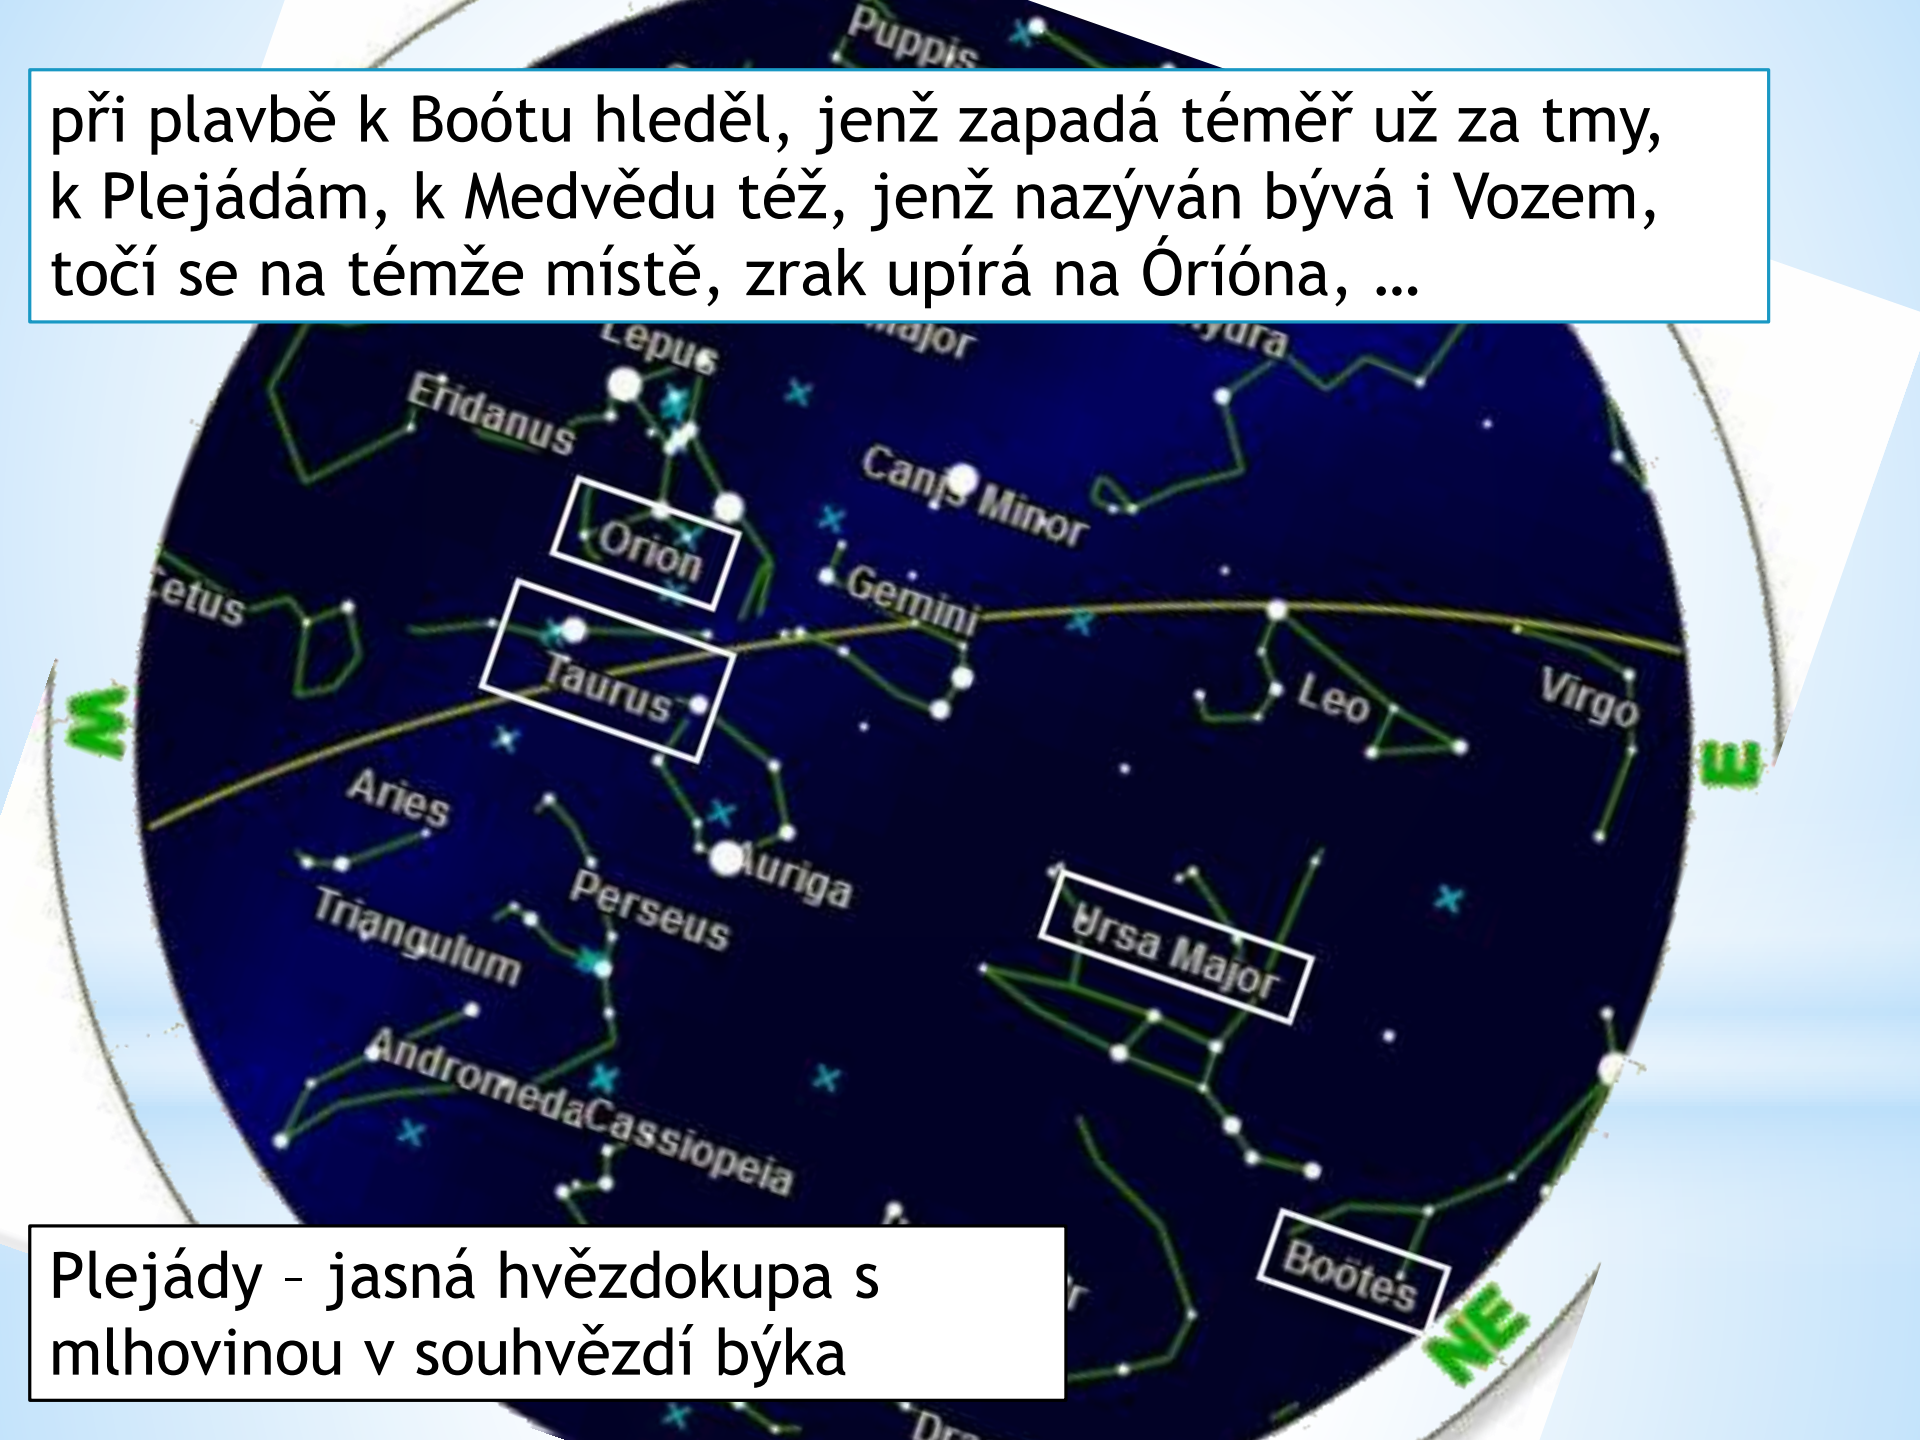 Puppis
při plavbě k Boótu hleděl, jenž zapadá téměř už za tmy,
k Plejádám, k Medvědu též, jenž nazýván bývá i Vozem,
točí se na témže místě, zrak upírá na Óríóna, …
Lepus
Major
Eridanus
Canis Minor
Orion
Gemini
Cetus
Taurus
Leo
Virgo
W
E
Aries
Auriga
Perseus
Triangulum
Ursa Major
Andromeda
Cassiopeia
Boötes
NE
Plejády – jasná hvězdokupa s
mlhovinou v souhvězdí býka